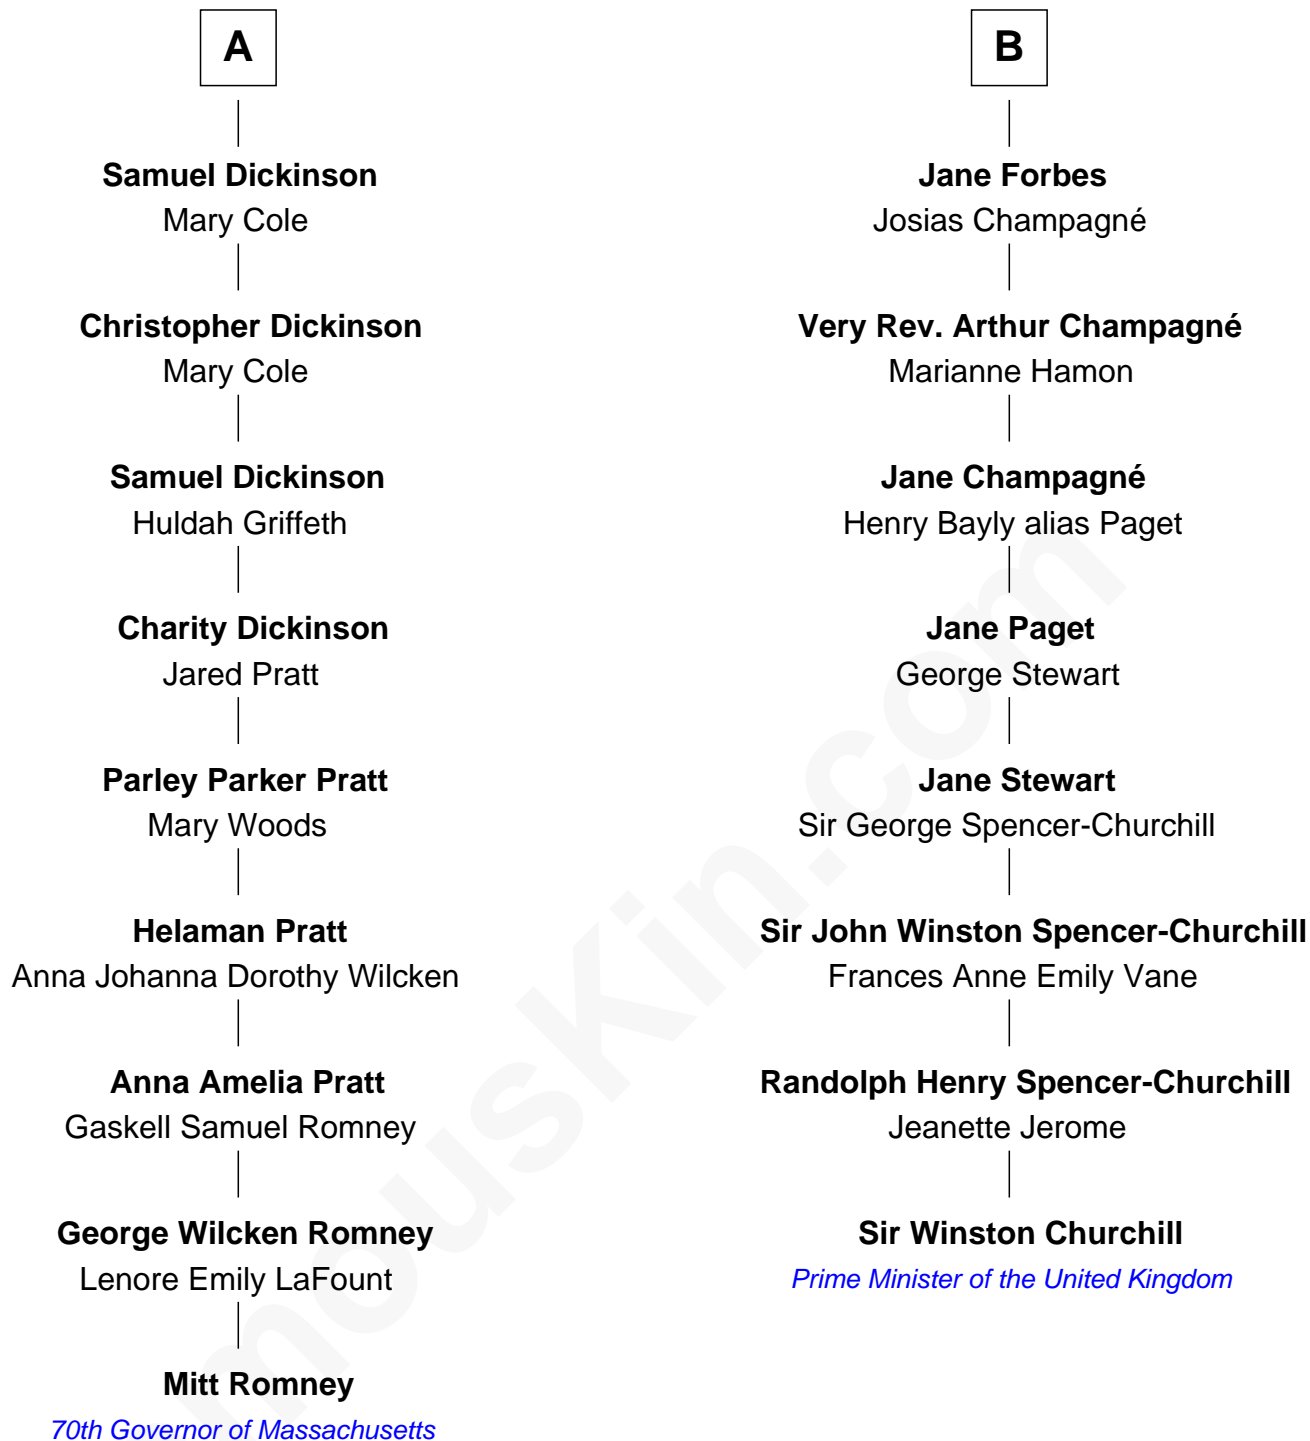 A
Samuel Dickinson
Mary Cole
Christopher Dickinson
Mary Cole
Samuel Dickinson
Huldah Griffeth
Charity Dickinson
Jared Pratt
Parley Parker Pratt
Mary Woods
Helaman Pratt
Anna Johanna Dorothy Wilcken
Anna Amelia Pratt
Gaskell Samuel Romney
George Wilcken Romney
Lenore Emily LaFount
Mitt Romney
70th Governor of Massachusetts
B
Jane Forbes
Josias Champagné
Very Rev. Arthur Champagné
Marianne Hamon
Jane Champagné
Henry Bayly alias Paget
Jane Paget
George Stewart
Jane Stewart
Sir George Spencer-Churchill
Sir John Winston Spencer-Churchill
Frances Anne Emily Vane
Randolph Henry Spencer-Churchill
Jeanette Jerome
Sir Winston Churchill
Prime Minister of the United Kingdom
mousKin.com